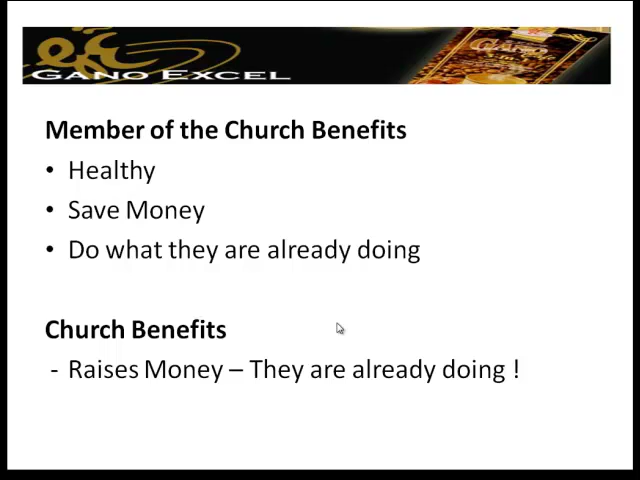 GANO EXCEL
Member of the Church Benefits
• Healthy
• Save Money
• Do what they are already doing
Church Benefits
- Raises Money – They are already doing !